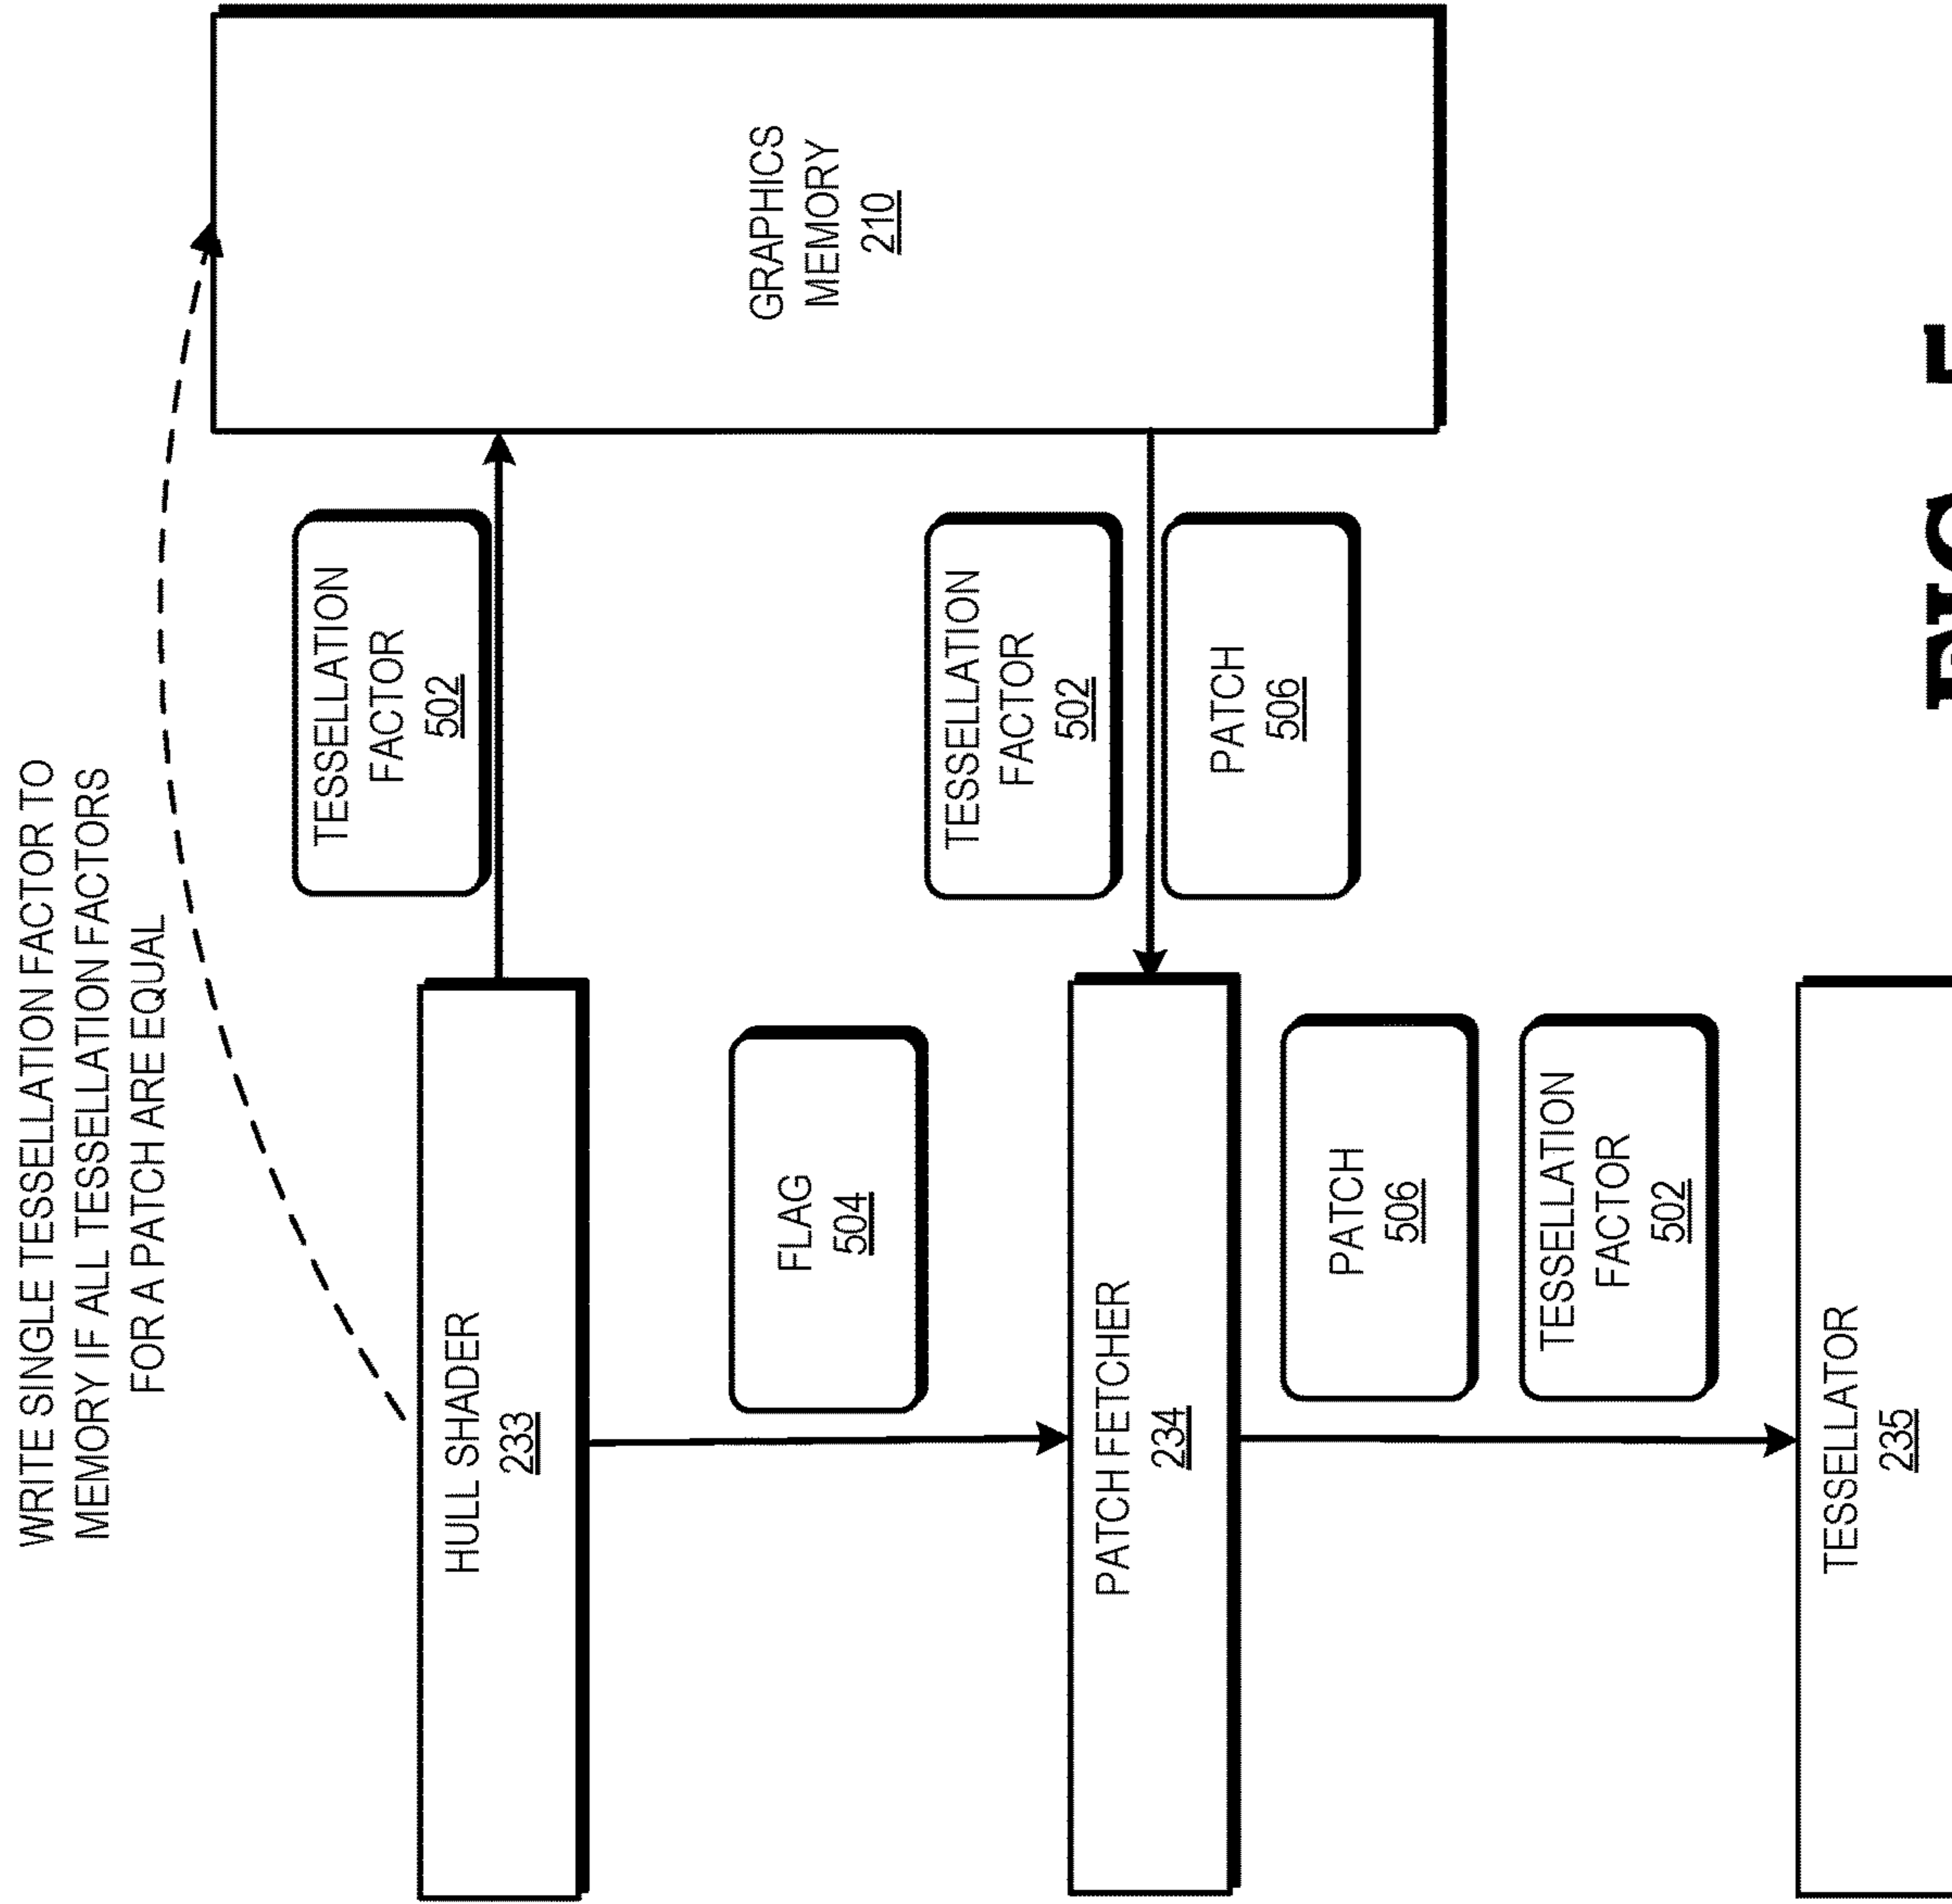 WRITE SINGLE TESSELLATION FACTOR TO
MEMORY IF ALL TESSELLATION FACTORS
FOR A PATCH ARE EQUAL
HULL SHADER
233
TESSELLATION
FACTOR
502
GRAPHICS
MEMORY
210
FLAG
504
TESSELLATION
FACTOR
502
PATCH
506
PATCH FETCHER
234
PATCH
506
TESSELLATION
FACTOR
502
TESSELLATOR
235